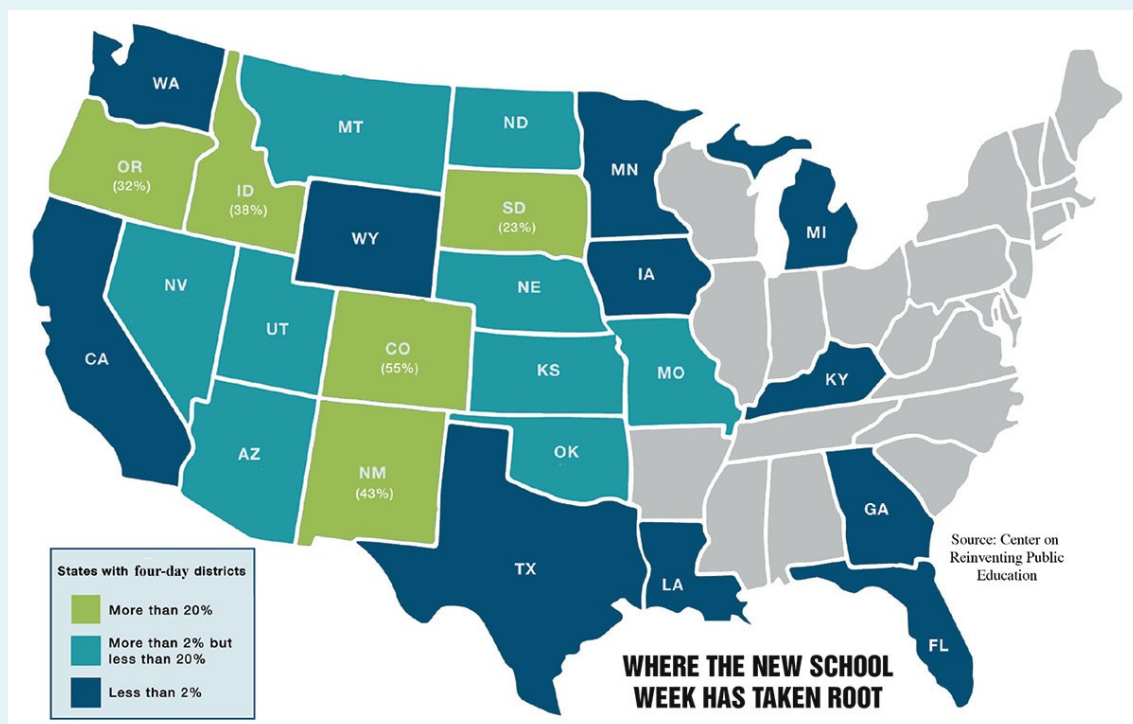 WA
MT
ND
MN
OR
(32%)
ID
(38%)
SD
(23%)
WY
MI
IA
NE
NV
UT
CA
CO
(55%)
KS
MO
KY
AZ
NM
(43%)
OK
TX
LA
GA
FL
Source: Center on
Reinventing Public
Education
States with four-day districts
More than 20%
More than 2% but
less than 20%
Less than 2%
WHERE THE NEW SCHOOL
WEEK HAS TAKEN ROOT